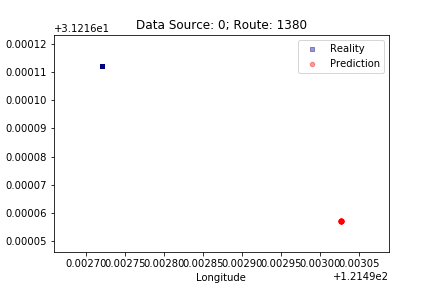 +3.1216e1
Data Source: 0; Route: 1380
Reality
Prediction
0.00012
0.00011
0.00010
0.00009
0.00008
0.00007
0.00006
0.00005
0.00270 0.00275 0.00280 0.00285 0.00290 0.00295 0.00300 0.00305
Longitude
+1.2149e2